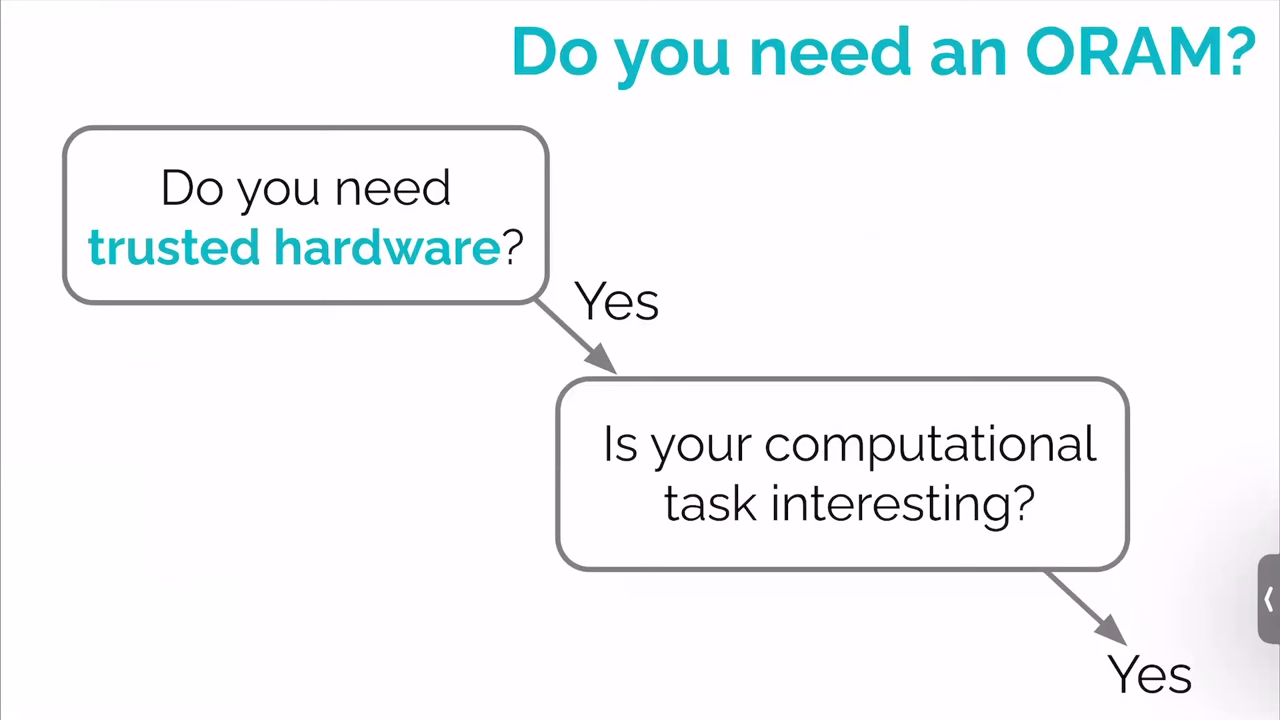 Do you need an ORAM?
Do you need
trusted hardware?
Yes
Is your computational
task interesting?
Yes